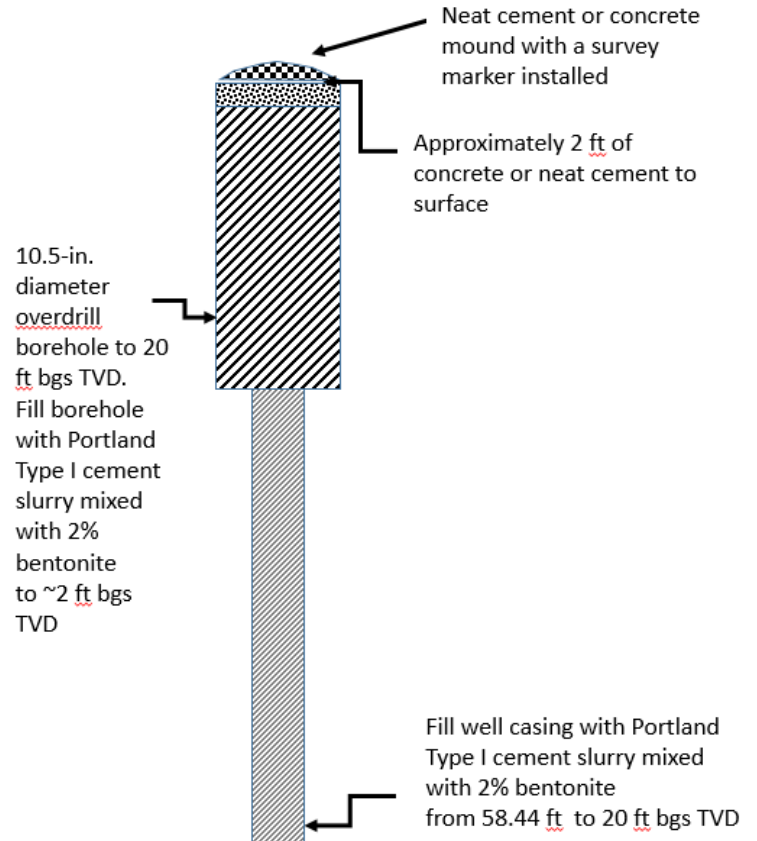 Neat cement or concrete
mound with a survey
marker installed
Approximately 2 ft of
concrete or neat cement to
surface
10.5-in.
diameter
overdrill
borehole to 20
ft bgs TVD.
Fill borehole
with Portland
Type I cement
slurry mixed
with 2%
bentonite
to ~2 ft bgs
TVD
Fill well casing with Portland
Type I cement slurry mixed
with 2% bentonite
from 58.44 ft  to 20 ft bgs TVD